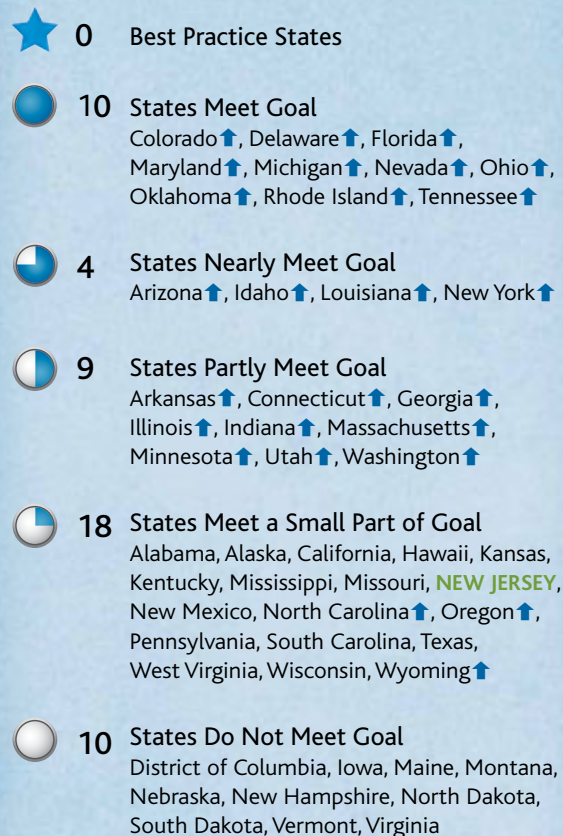 0 Best Practice States
10 States Meet Goal
Colorado⬆, Delaware⬆, Florida⬆,
Maryland⬆, Michigan⬆, Nevada⬆, Ohio⬆,
Oklahoma⬆, Rhode Island⬆, Tennessee⬆
4 States Nearly Meet Goal
Arizona⬆, Idaho⬆, Louisiana⬆, New York⬆
9 States Partly Meet Goal
Arkansas⬆, Connecticut⬆, Georgia⬆,
Illinois⬆, Indiana⬆, Massachusetts⬆,
Minnesota⬆, Utah⬆, Washington⬆
18 States Meet a Small Part of Goal
Alabama, Alaska, California, Hawaii, Kansas,
Kentucky, Mississippi, Missouri, NEW JERSEY,
New Mexico, North Carolina⬆, Oregon⬆,
Pennsylvania, South Carolina, Texas,
West Virginia, Wisconsin, Wyoming⬆
10 States Do Not Meet Goal
District of Columbia, Iowa, Maine, Montana,
Nebraska, New Hampshire, North Dakota,
South Dakota, Vermont, Virginia